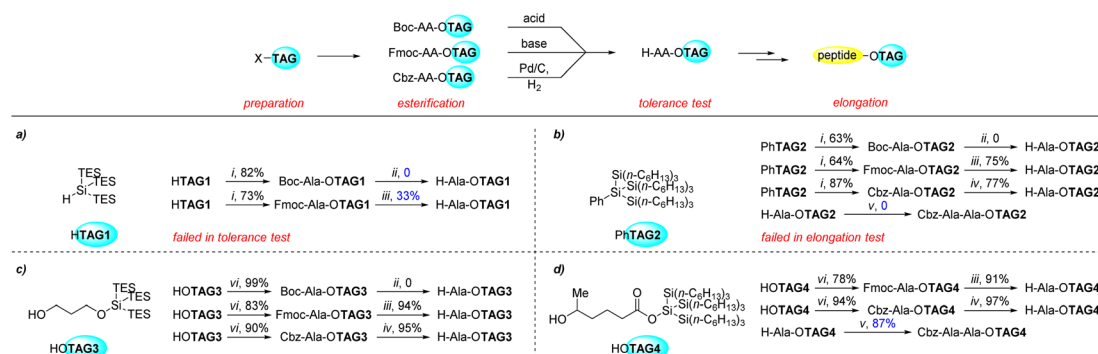 Boc-AA-OTAG
acid
X-TAG
Fmoc-AA-OTAG
base
H-AA-OTAG
peptide-OTAG
Cbz-AA-OTAG
Pd/C,
H2
preparation
esterification
tolerance test
elongation
a)
TES
TES
Si TES
H
TES
HTAG1
HTAG1 i, 82% Boc-Ala-OTAG1 ii, 0 H-Ala-OTAG1
HTAG1 i, 73% Fmoc-Ala-OTAG1 iii, 33% H-Ala-OTAG1
failed in tolerance test
b)
Si(n-C6H13)3
Si Si(n-C6H13)3
Ph Si(n-C6H13)3
PhTAG2
PhTAG2 i, 63% Boc-Ala-OTAG2 ii, 0 H-Ala-OTAG2
PhTAG2 i, 64% Fmoc-Ala-OTAG2 iii, 75% H-Ala-OTAG2
PhTAG2 i, 87% Cbz-Ala-OTAG2 iv, 77% H-Ala-OTAG2
H-Ala-OTAG2 v, 0 Cbz-Ala-Ala-OTAG2
failed in elongation test
c)
TES
Si TES
HO O TES
HOTAG3
HOTAG3 vi, 99% Boc-Ala-OTAG3 ii, 0 H-Ala-OTAG3
HOTAG3 vi, 83% Fmoc-Ala-OTAG3 iii, 94% H-Ala-OTAG3
HOTAG3 vi, 90% Cbz-Ala-OTAG3 iv, 95% H-Ala-OTAG3
d)
Me O Si(n-C6H13)3
HO O Si Si(n-C6H13)3
Si(n-C6H13)3
HOTAG4
HOTAG4 vi, 78% Fmoc-Ala-OTAG4 iii, 91% H-Ala-OTAG4
HOTAG4 vi, 94% Cbz-Ala-OTAG4 iv, 97% H-Ala-OTAG4
H-Ala-OTAG4 v, 87% Cbz-Ala-Ala-OTAG4